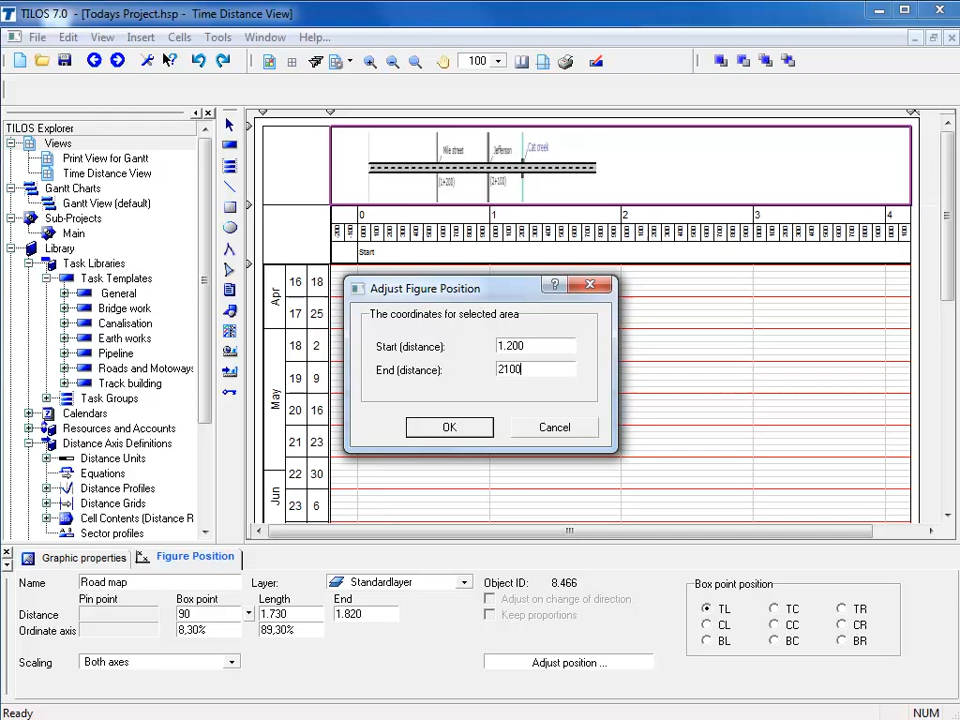 TILOS 7.0 - [Todays Project.hsp - Time Distance View]
File Edit View Insert Cells Tools Window Help...
100
TILOS Explorer
Views
Print View for Gantt
Time Distance View
Gantt Charts
Gantt View (default)
Sub-Projects
Main
Library
Task Libraries
Task Templates
General
Bridge work
Canalisation
Earth works
Pipeline
Roads and Motoways
Track building
Task Groups
Calendars
Resources and Accounts
Distance Axis Definitions
Distance Units
Equations
Distance Profiles
Distance Grids
Cell Contents (Distance R
Sector profiles
Mile street
Jefferson
Cat creek
(1+200)
(2+100)
0 1 2 3 4
Start
Apr
16 18
17 25
May
18 2
19 9
20 16
21 23
22 30
Jun
23 6
Adjust Figure Position
The coordinates for selected area
Start (distance): 1.200
End (distance): 2100
OK Cancel
Graphic properties Figure Position
Name Road map Layer: Standardlayer Object ID: 8.466
Pin point Box point Length End
Distance 90 1.730 1.820
Ordinate axis 8,30% 89,30%
Scaling Both axes
Adjust on change of direction
Keep proportions
Adjust position ...
Box point position
TL TC TR
CL CC CR
BL BC BR
Ready NUM